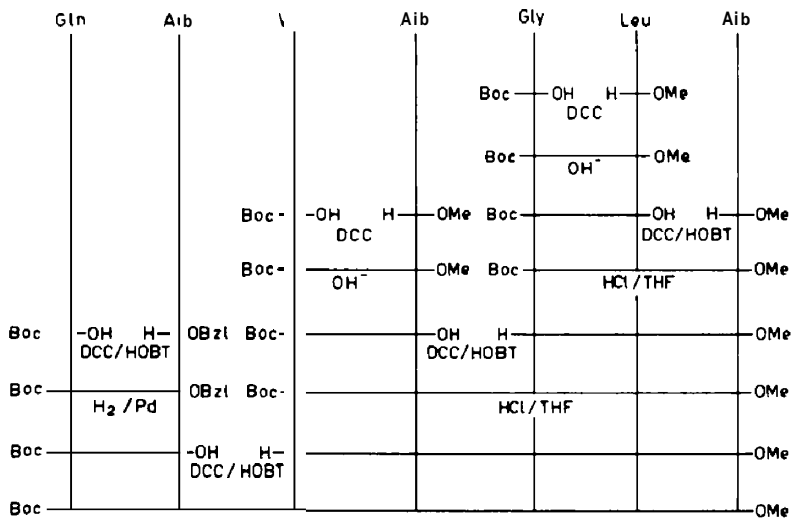 Gln Aib Aib Gly Leu Aib
Boc OH H OMe
DCC
Boc OMe
OH⁻
Boc- -OH H OMe Boc OH H OMe
DCC DCC/HOBT
Boc- OMe Boc OMe
OH⁻ HCl/THF
Boc -OH H- OBzl Boc- OH H OMe
DCC/HOBT DCC/HOBT
Boc OBzl Boc- OMe
H₂/Pd HCl/THF
Boc -OH H- OMe
DCC/HOBT
Boc OMe